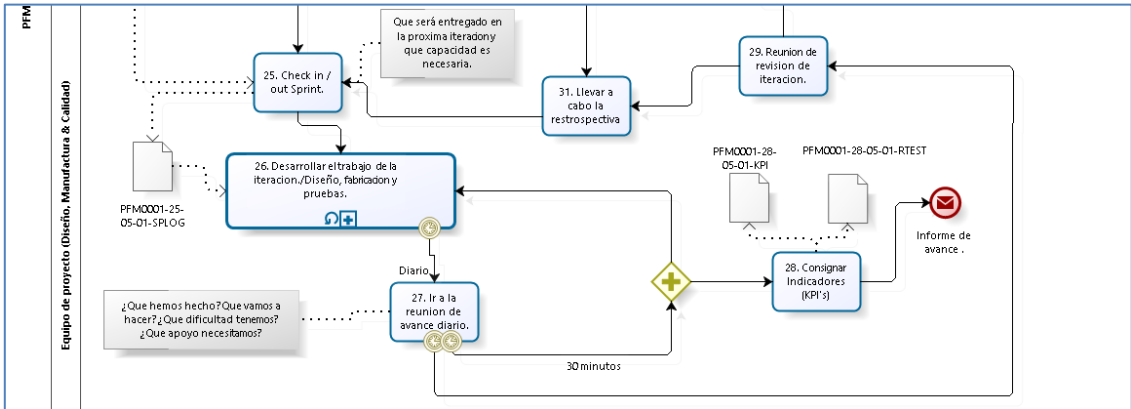 PFM
Equipo de proyecto (Diseño, Manufactura & Calidad)
Que será entregado en
la proxima iteracion y
que capacidad es
necesaria.
25. Check in /
out Sprint.
29. Reunion de
revision de
iteracion.
31. Llevar a
cabo la
restrospectiva
26. Desarrollar el trabajo de la
iteracion./Diseño, fabricacion y
pruebas.
PFM0001-25-
05-01-SPLOG
PFM0001-28-
05-01-KPI
PFM0001-28-05-01-RTEST
Informe de
avance .
28. Consignar
Indicadores
(KPI's)
Diario
27. Ir a la
reunion de
avance diario.
¿Que hemos hecho?Que vamos a
hacer?¿Que dificultad tenemos?
¿Que apoyo necesitamos?
30 minutos